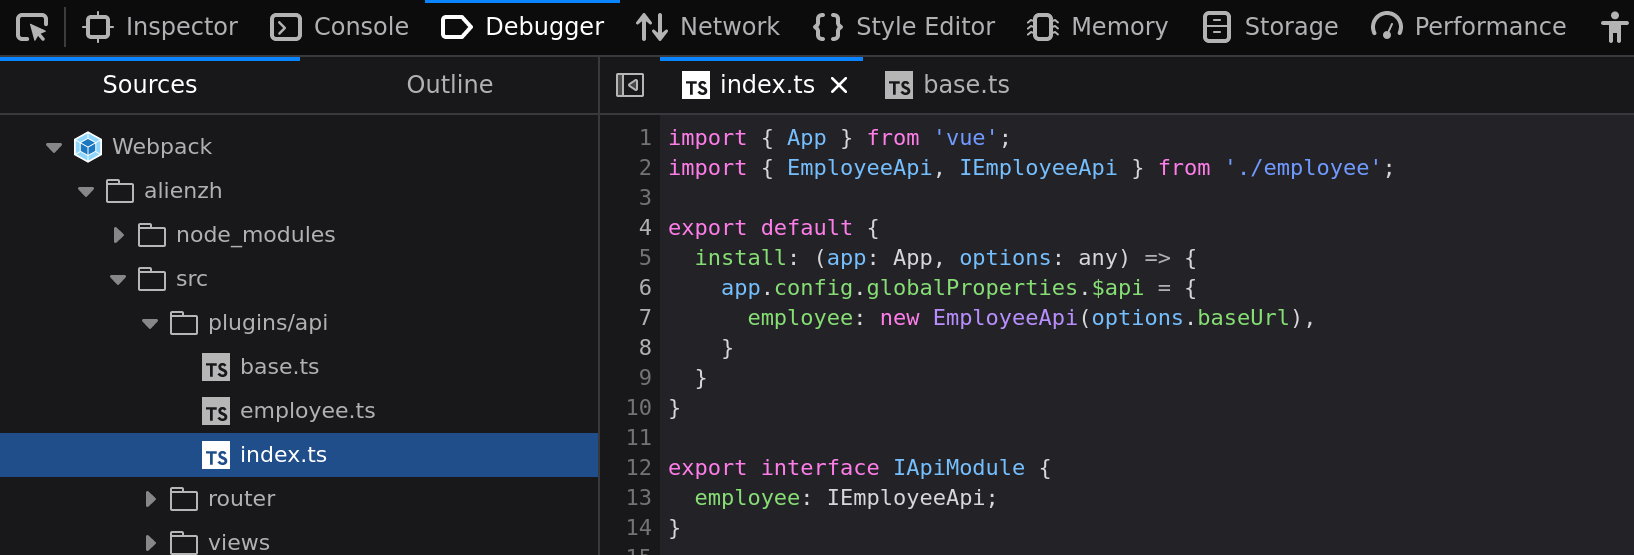 Inspector Console Debugger Network Style Editor Memory Storage Performance
Sources Outline
Webpack
alienzh
node_modules
src
plugins/api
TS base.ts
TS employee.ts
TS index.ts
router
views
TS index.ts TS base.ts
1 import { App } from 'vue';
2 import { EmployeeApi, IEmployeeApi } from './employee';
3
4 export default {
5   install: (app: App, options: any) => {
6     app.config.globalProperties.$api = {
7       employee: new EmployeeApi(options.baseUrl),
8     }
9   }
10 }
11
12 export interface IApiModule {
13   employee: IEmployeeApi;
14 }
15